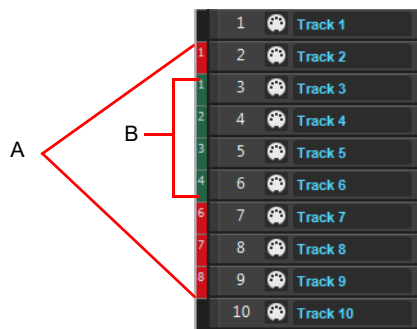 1 Track 1
1 2 Track 2
1 3 Track 3
2 4 Track 4
3 5 Track 5
4 6 Track 6
6 7 Track 7
7 8 Track 8
8 9 Track 9
10 Track 10
A
B